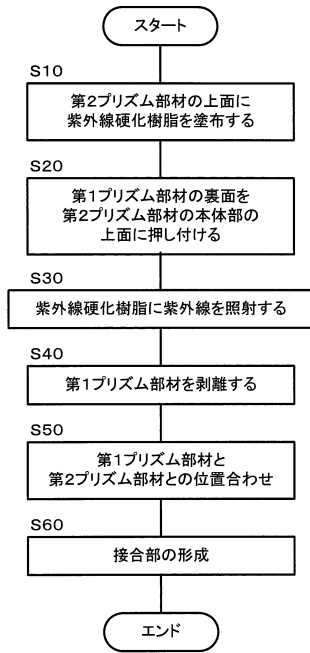 スタート
S10
第2プリズム部材の上面に
紫外線硬化樹脂を塗布する
S20
第1プリズム部材の裏面を
第2プリズム部材の本体部の
上面に押し付ける
S30
紫外線硬化樹脂に紫外線を照射する
S40
第1プリズム部材を剥離する
S50
第1プリズム部材と
第2プリズム部材との位置合わせ
S60
接合部の形成
エンド